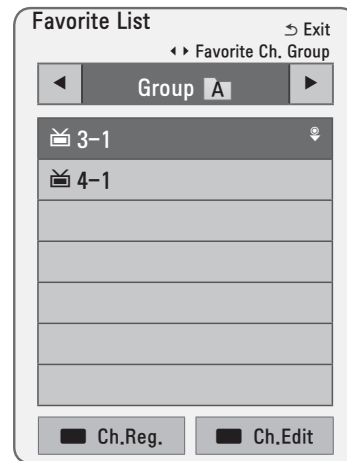 Favorite List
Exit
Favorite Ch. Group
Group A
3-1
4-1
Ch.Reg.
Ch.Edit